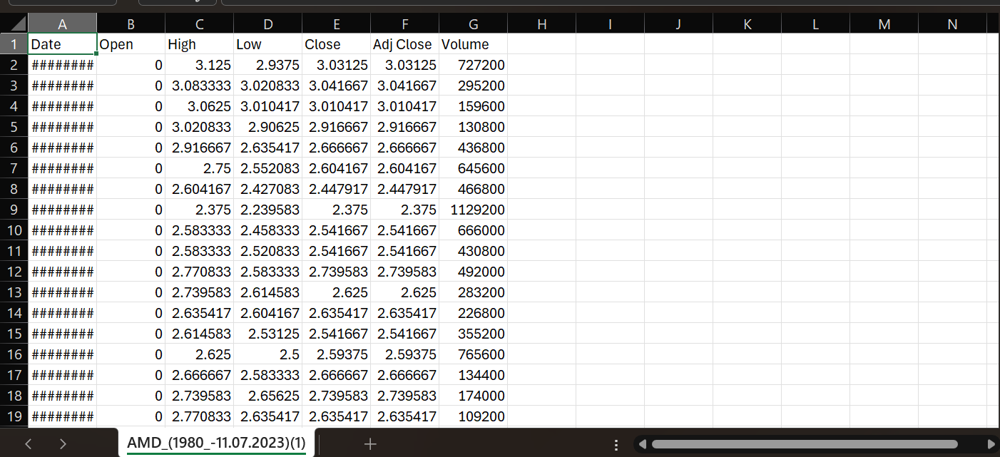 A B C D E F G H I J K L M N
1 Date Open High Low Close Adj Close Volume
2 ######## 0 3.125 2.9375 3.03125 3.03125 727200
3 ######## 0 3.083333 3.020833 3.041667 3.041667 295200
4 ######## 0 3.0625 3.010417 3.010417 3.010417 159600
5 ######## 0 3.020833 2.90625 2.916667 2.916667 130800
6 ######## 0 2.916667 2.635417 2.666667 2.666667 436800
7 ######## 0 2.75 2.552083 2.604167 2.604167 645600
8 ######## 0 2.604167 2.427083 2.447917 2.447917 466800
9 ######## 0 2.375 2.239583 2.375 2.375 1129200
10 ######## 0 2.583333 2.458333 2.541667 2.541667 666000
11 ######## 0 2.583333 2.520833 2.541667 2.541667 430800
12 ######## 0 2.770833 2.583333 2.739583 2.739583 492000
13 ######## 0 2.739583 2.614583 2.625 2.625 283200
14 ######## 0 2.635417 2.604167 2.635417 2.635417 226800
15 ######## 0 2.614583 2.53125 2.541667 2.541667 355200
16 ######## 0 2.625 2.5 2.59375 2.59375 765600
17 ######## 0 2.666667 2.583333 2.666667 2.666667 134400
18 ######## 0 2.739583 2.65625 2.739583 2.739583 174000
19 ######## 0 2.770833 2.635417 2.635417 2.635417 109200
AMD_(1980_-11.07.2023)(1)